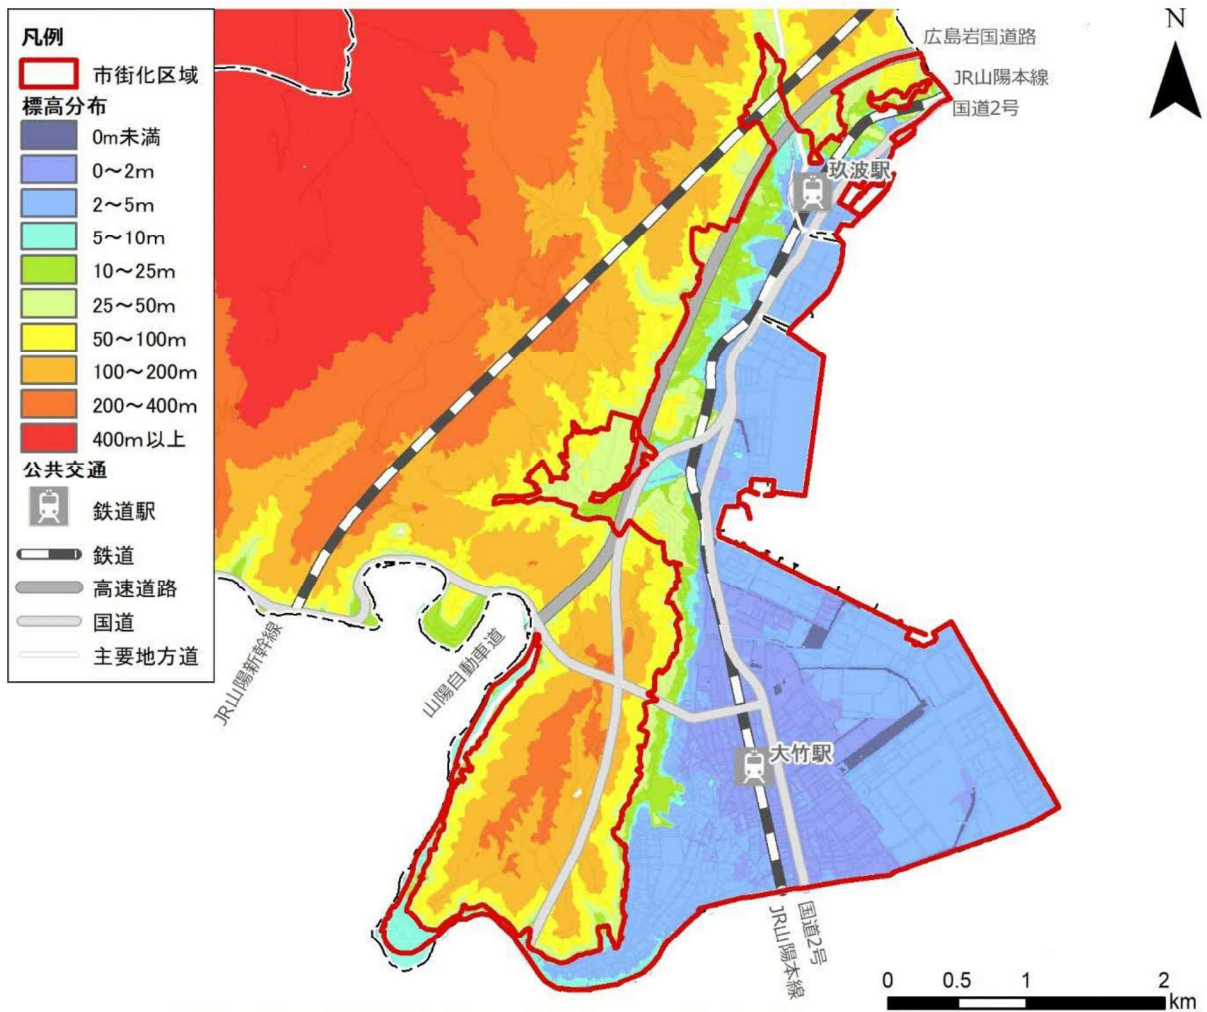 凡例
市街化区域
標高分布
0m未満
0～2m
2～5m
5～10m
10～25m
25～50m
50～100m
100～200m
200～400m
400m以上
公共交通
鉄道駅
鉄道
高速道路
国道
主要地方道
N
広島岩国道路
JR山陽本線
国道2号
玖波駅
JR山陽新幹線
山陽自動車道
大竹駅
国道2号
JR山陽本線
0 0.5 1 2
km